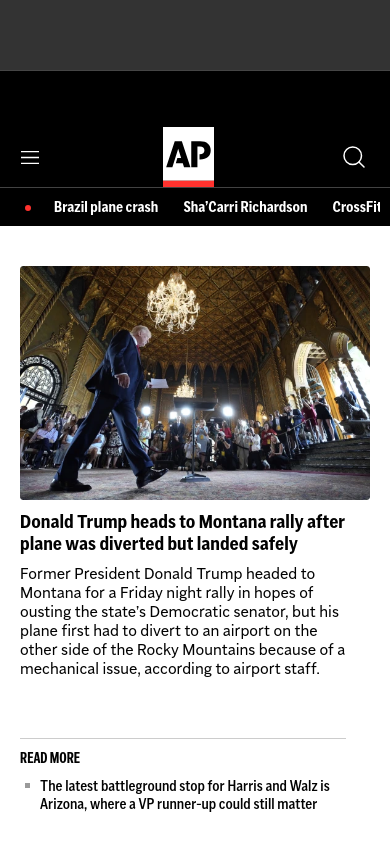 AP
Brazil plane crash
Sha'Carri Richardson
CrossFit
Donald Trump heads to Montana rally after
plane was diverted but landed safely
Former President Donald Trump headed to
Montana for a Friday night rally in hopes of
ousting the state's Democratic senator, but his
plane first had to divert to an airport on the
other side of the Rocky Mountains because of a
mechanical issue, according to airport staff.
READ MORE
The latest battleground stop for Harris and Walz is
Arizona, where a VP runner-up could still matter